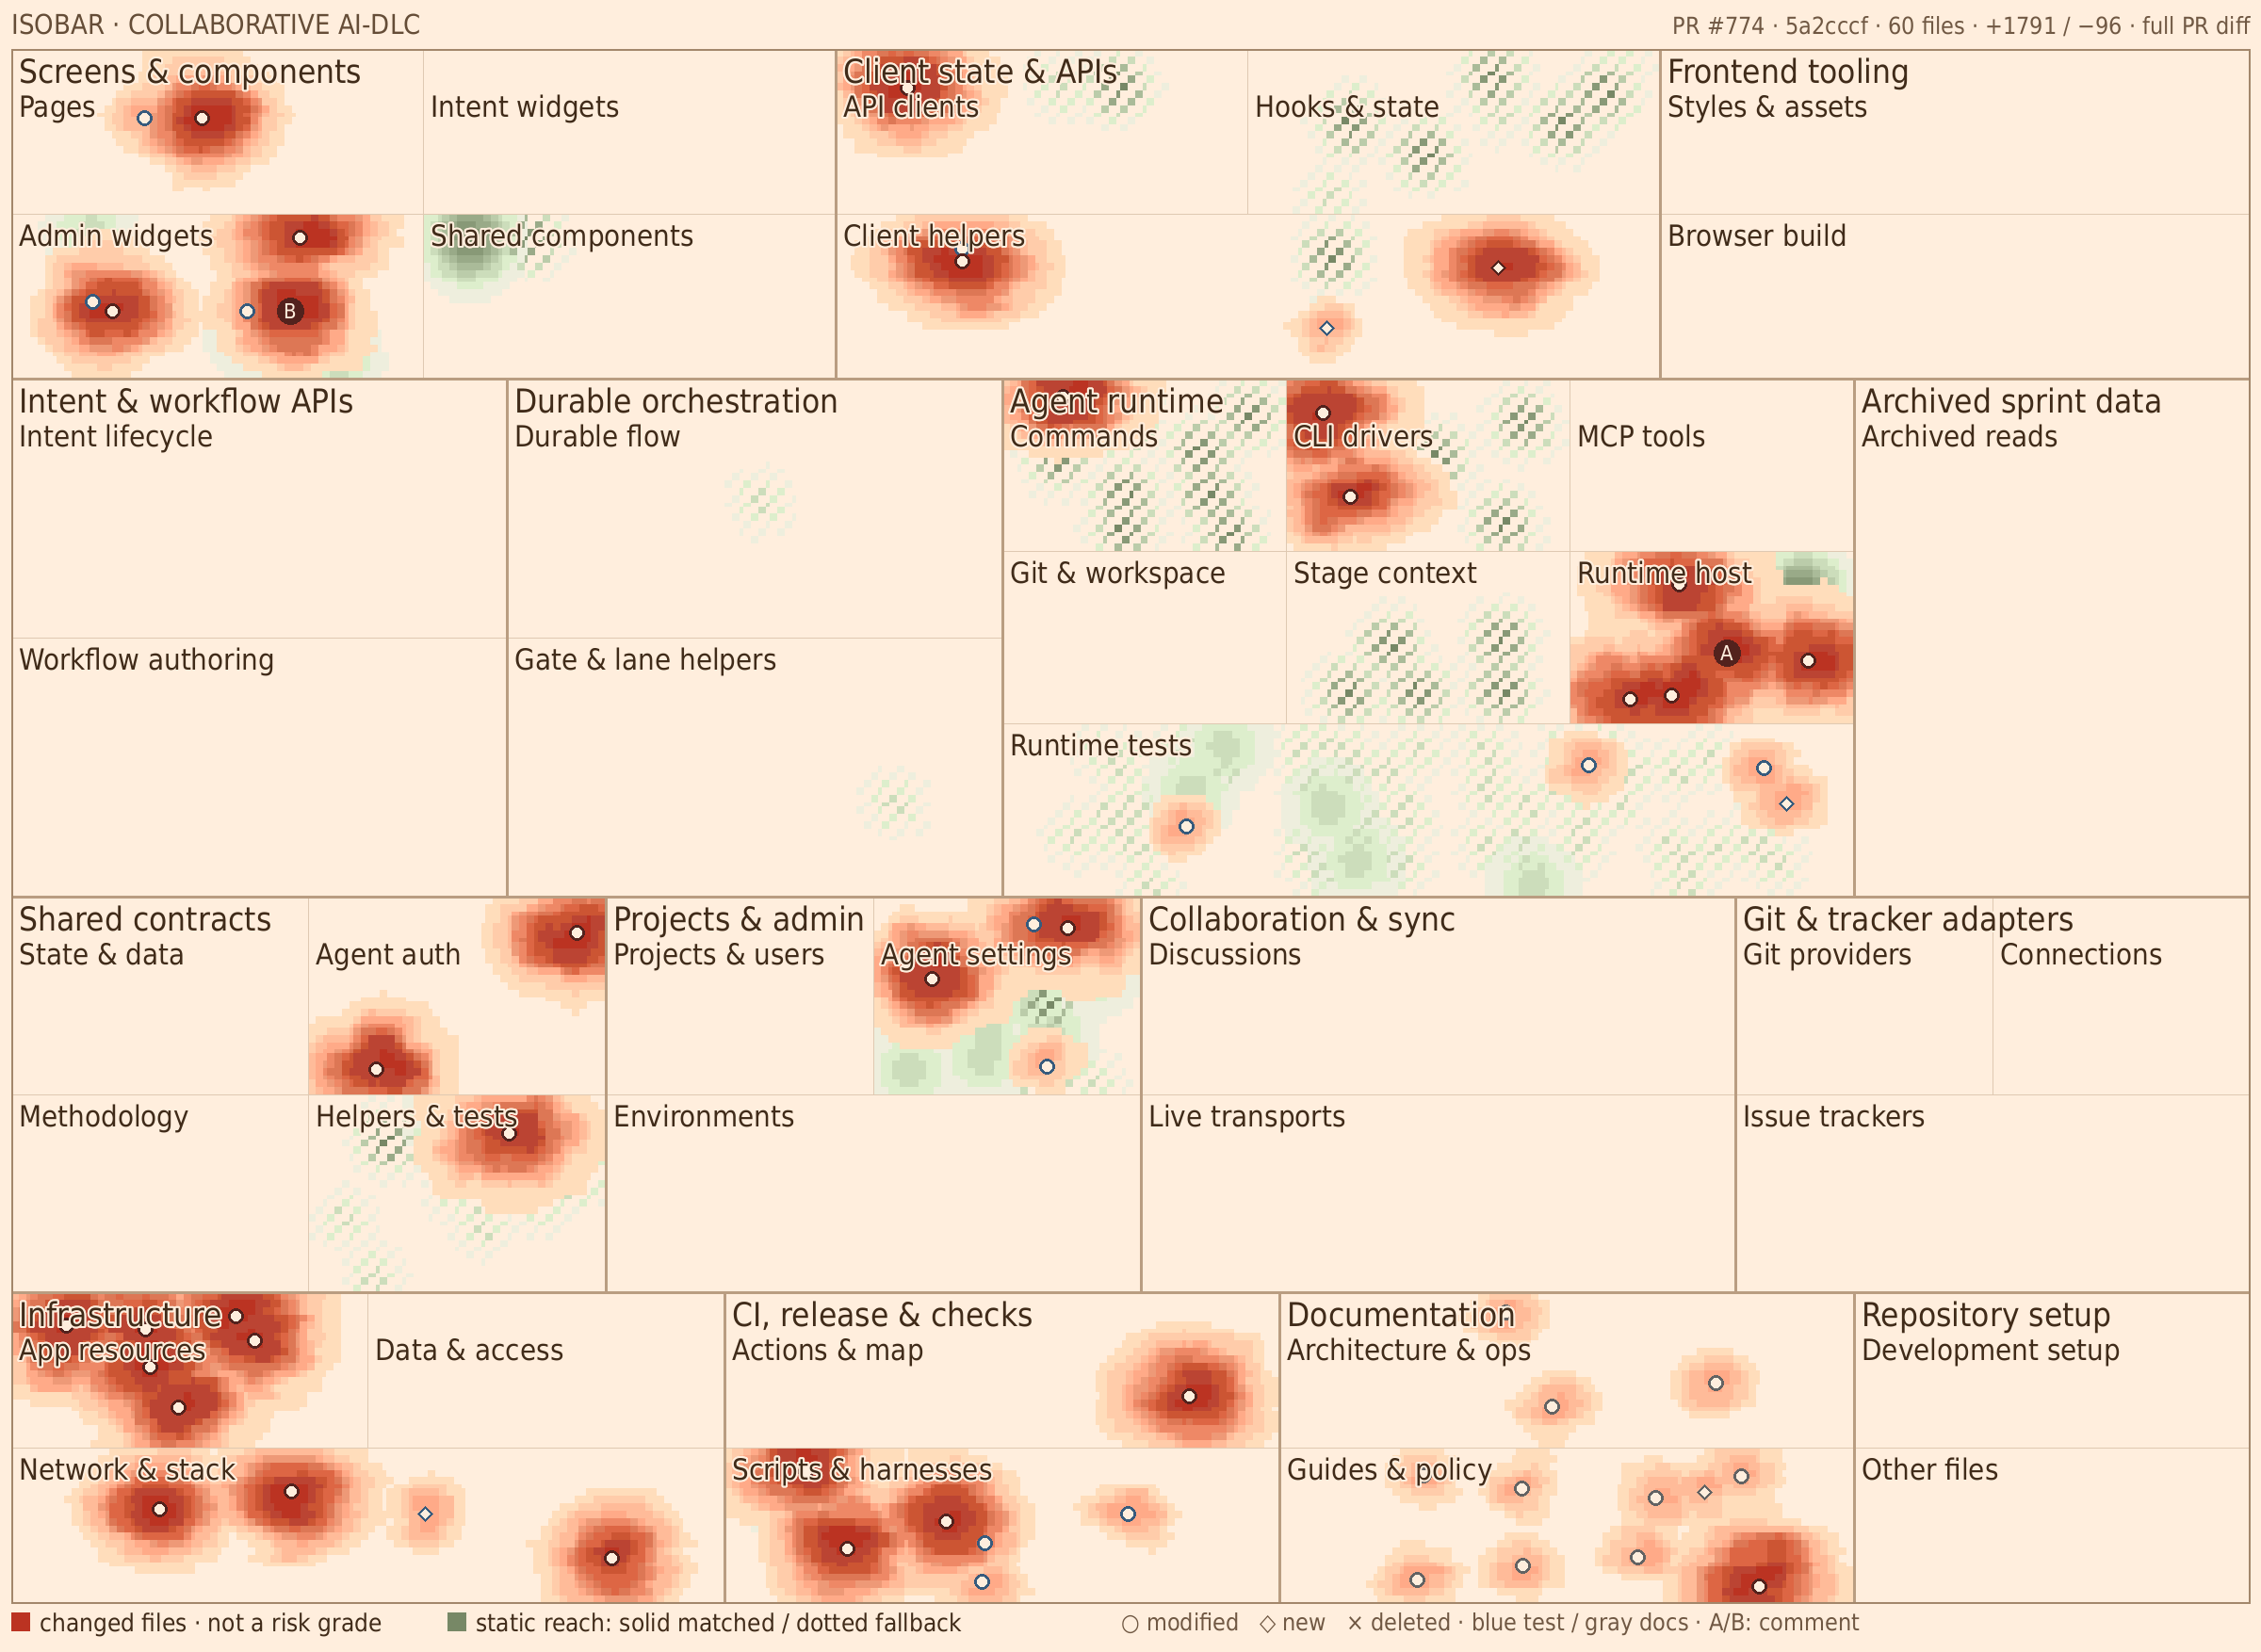 ISOBAR · COLLABORATIVE AI-DLC
PR #774 · 5a2cccf · 60 files · +1791 / −96 · full PR diff
Screens & components
Pages
Intent widgets
Admin widgets
B
Shared components
Client state & APIs
API clients
Hooks & state
Client helpers
Frontend tooling
Styles & assets
Browser build
Intent & workflow APIs
Intent lifecycle
Workflow authoring
Durable orchestration
Durable flow
Gate & lane helpers
Agent runtime
Commands
CLI drivers
MCP tools
Git & workspace
Stage context
Runtime host
A
Runtime tests
Archived sprint data
Archived reads
Shared contracts
State & data
Agent auth
Methodology
Helpers & tests
Projects & admin
Projects & users
Agent settings
Environments
Collaboration & sync
Discussions
Live transports
Git & tracker adapters
Git providers
Connections
Issue trackers
Infrastructure
App resources
Data & access
Network & stack
CI, release & checks
Actions & map
Scripts & harnesses
Documentation
Architecture & ops
Guides & policy
Repository setup
Development setup
Other files
changed files · not a risk grade
static reach: solid matched / dotted fallback
○ modified ◇ new × deleted · blue test / gray docs · A/B: comment